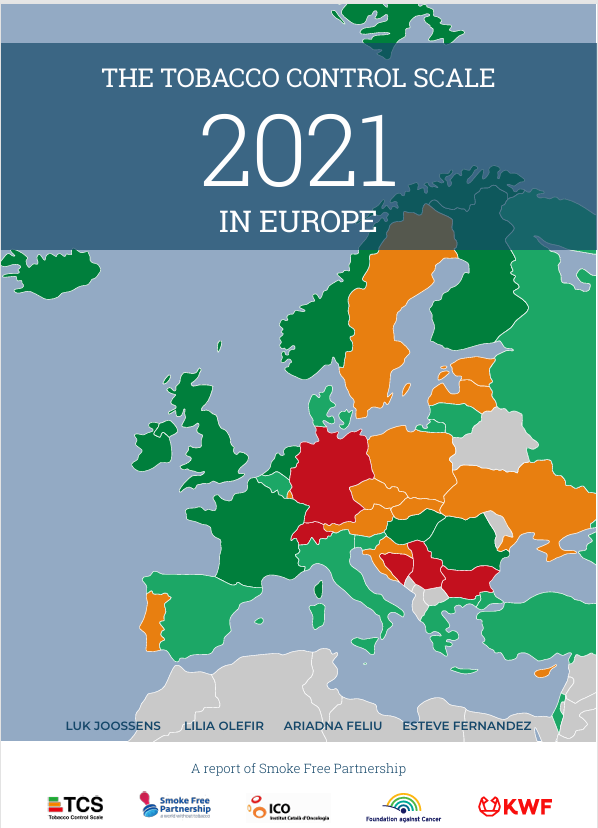 THE TOBACCO CONTROL SCALE
2021
IN EUROPE
LUK JOOSSENS LILIA OLEFIR ARIADNA FELIU ESTEVE FERNANDEZ
A report of Smoke Free Partnership
TCS
Tobacco Control Scale
Smoke Free
Partnership
a world without tobacco
ICO
Institut Català d'Oncologia
Foundation against Cancer
KWF